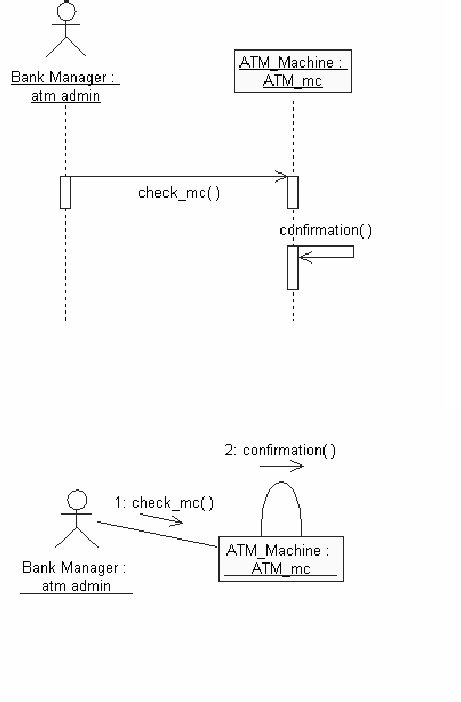 Bank Manager :
atm admin
ATM_Machine :
ATM_mc
check_mc( )
confirmation( )
2: confirmation( )
1: check_mc( )
Bank Manager :
atm admin
ATM_Machine :
ATM_mc